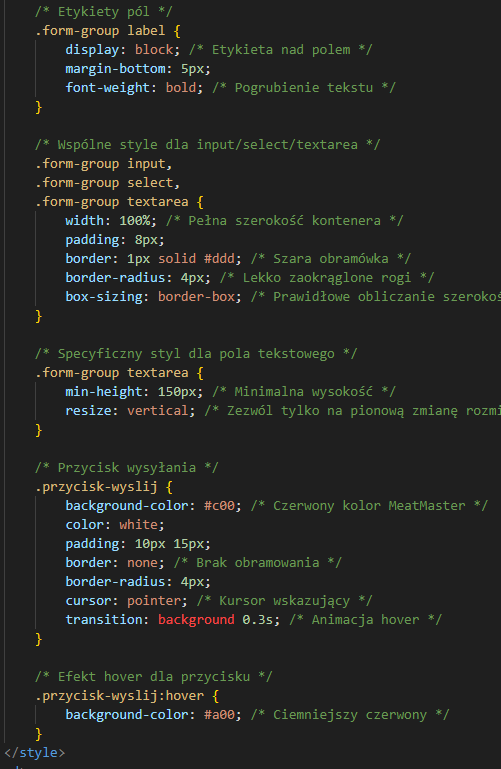 /* Etykiety pól */
.form-group label {
display: block; /* Etykieta nad polem */
margin-bottom: 5px;
font-weight: bold; /* Pogrubienie tekstu */
}
/* Wspólne style dla input/select/textarea */
.form-group input,
.form-group select,
.form-group textarea {
width: 100%; /* Pełna szerokość kontenera */
padding: 8px;
border: 1px solid #ddd; /* Szara obramówka */
border-radius: 4px; /* Lekko zaokrąglone rogi */
box-sizing: border-box; /* Prawidłowe obliczanie szerokoś
}
/* Specyficzny styl dla pola tekstowego */
.form-group textarea {
min-height: 150px; /* Minimalna wysokość */
resize: vertical; /* Zezwól tylko na pionową zmianę rozmi
}
/* Przycisk wysyłania */
.przycisk-wyslij {
background-color: #c00; /* Czerwony kolor MeatMaster */
color: white;
padding: 10px 15px;
border: none; /* Brak obramowania */
border-radius: 4px;
cursor: pointer; /* Kursor wskazujący */
transition: background 0.3s; /* Animacja hover */
}
/* Efekt hover dla przycisku */
.przycisk-wyslij:hover {
background-color: #a00; /* Ciemniejszy czerwony */
}
</style>